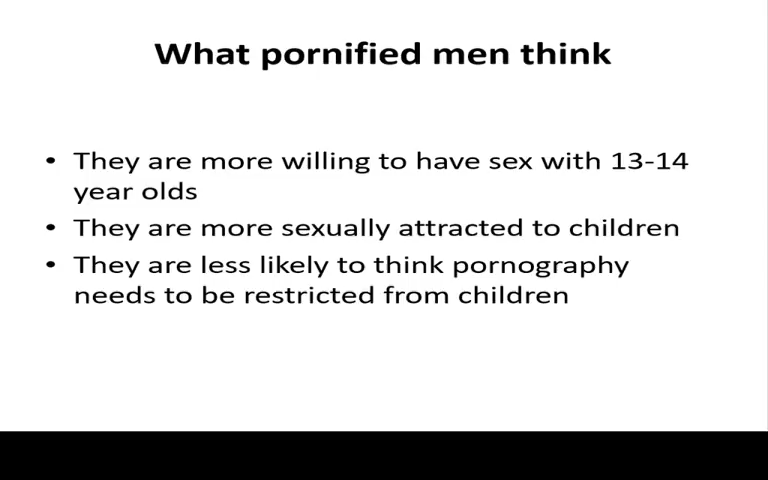 What pornified men think
• They are more willing to have sex with 13-14
year olds
• They are more sexually attracted to children
• They are less likely to think pornography
needs to be restricted from children